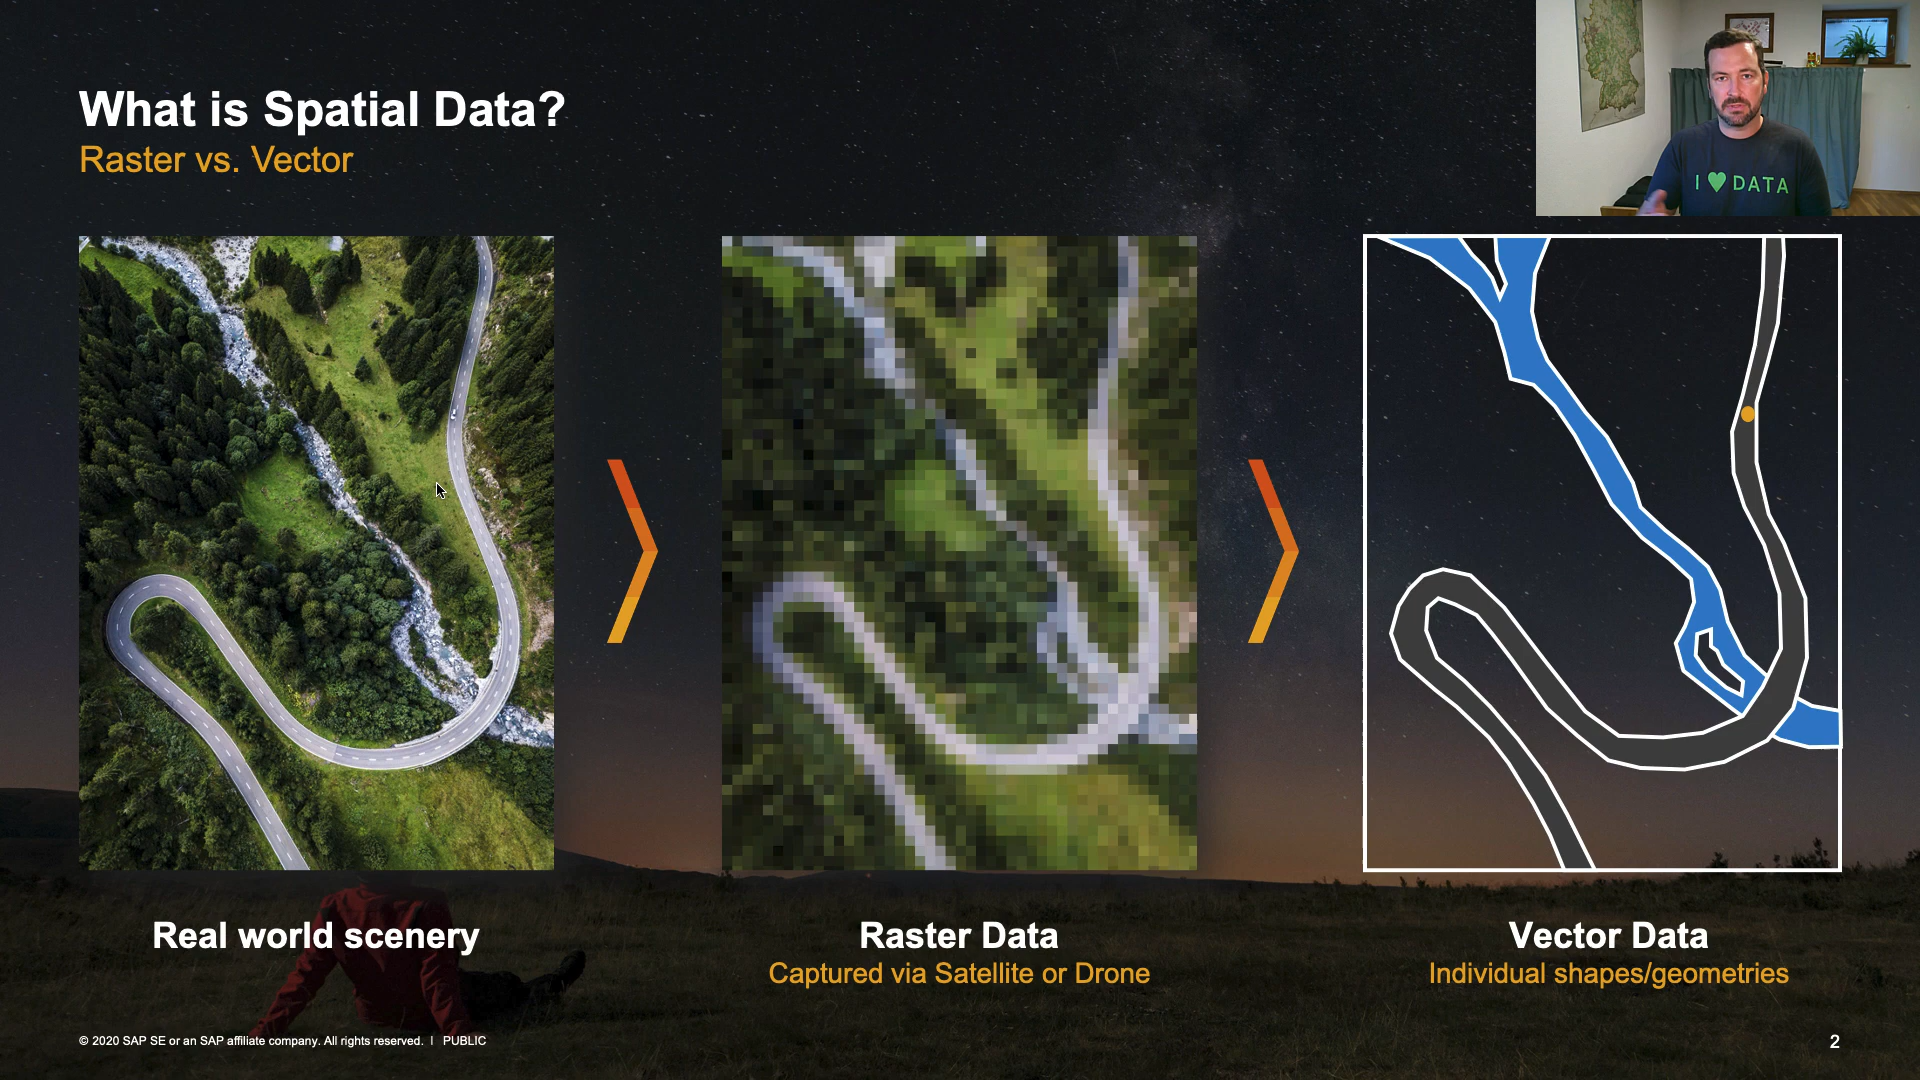 What is Spatial Data?
Raster vs. Vector
I 💚 DATA
Real world scenery
Raster Data
Captured via Satellite or Drone
Vector Data
Individual shapes/geometries
© 2020 SAP SE or an SAP affiliate company. All rights reserved. | PUBLIC
2